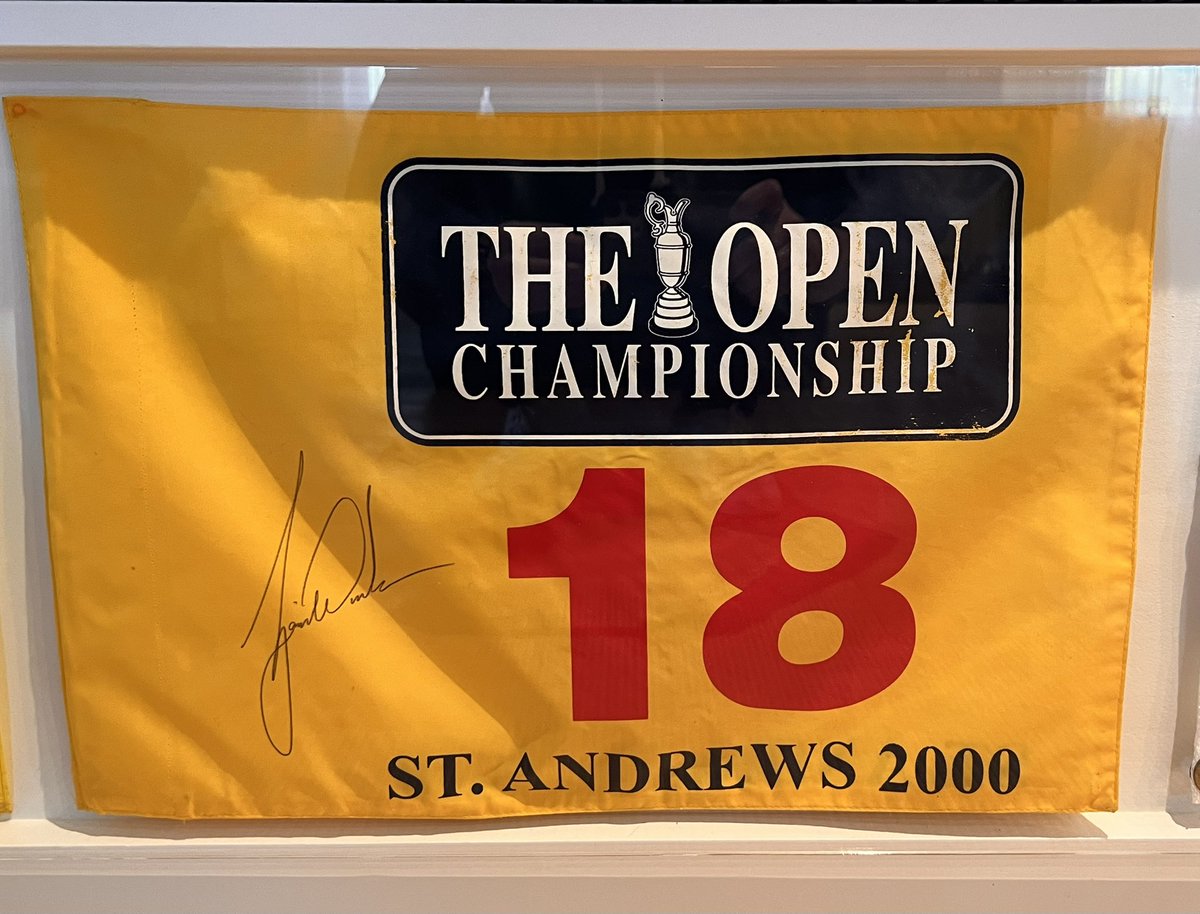 THE OPEN
CHAMPIONSHIP
18
ST. ANDREWS 2000